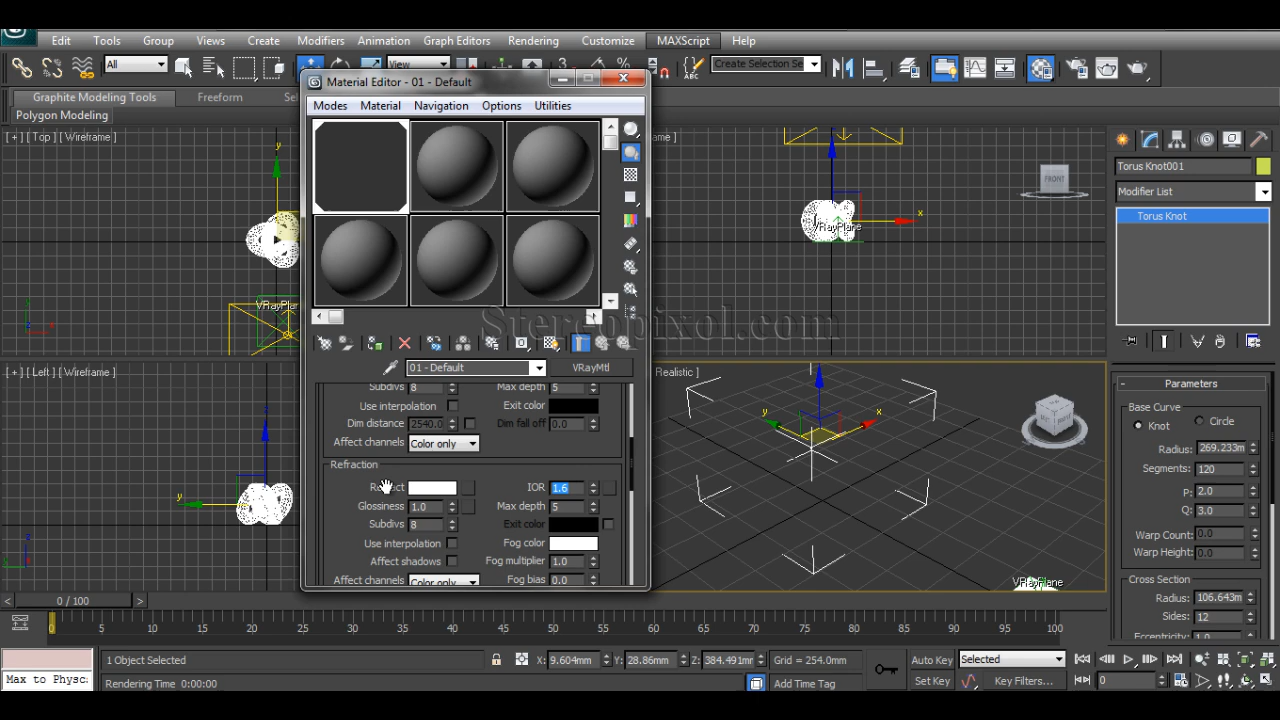 Edit Tools Group Views Create Modifiers Animation Graph Editors Rendering Customize MAXScript Help
All View Create Selection Se
Material Editor - 01 - Default
Graphite Modeling Tools Freeform Sel
Polygon Modeling
Modes Material Navigation Options Utilities
[ + ] [ Top ] [ Wireframe ]
y
x
VRayPlane
FRONT
Torus Knot001
Modifier List
Torus Knot
VRayPlan
Stereopixol.com
01 - Default VRayMtl
[ + ] [ Left ] [ Wireframe ]
Realistic ]
Subdivs 8 Max depth 5
Use interpolation Exit color
Dim distance 2540.0 Dim fall off 0.0
Affect channels Color only
Refraction
IOR 1.6
Glossiness 1.0 Max depth 5
Subdivs 8 Exit color
Use interpolation Fog color
Affect shadows Fog multiplier 1.0
Affect channels Color only Fog bias 0.0
y
z
y
x
VRayPlane
- Parameters
Base Curve
Knot Circle
Radius: 269.233m
Segments: 120
P: 2.0
Q: 3.0
Warp Count: 0.0
Warp Height: 0.0
Cross Section
Radius: 106.643m
Sides: 12
Eccentricity: 1.0
< 0 / 100 >
0 5 10 15 20 25 30 35 40 45 50 55 60 65 70 75 80 85 90 95 100
1 Object Selected X: 9.604mm Y: 28.86mm Z: 384.491mm Grid = 254.0mm Auto Key Selected
Max to Physc. Rendering Time 0:00:00 Add Time Tag Set Key Key Filters... 0